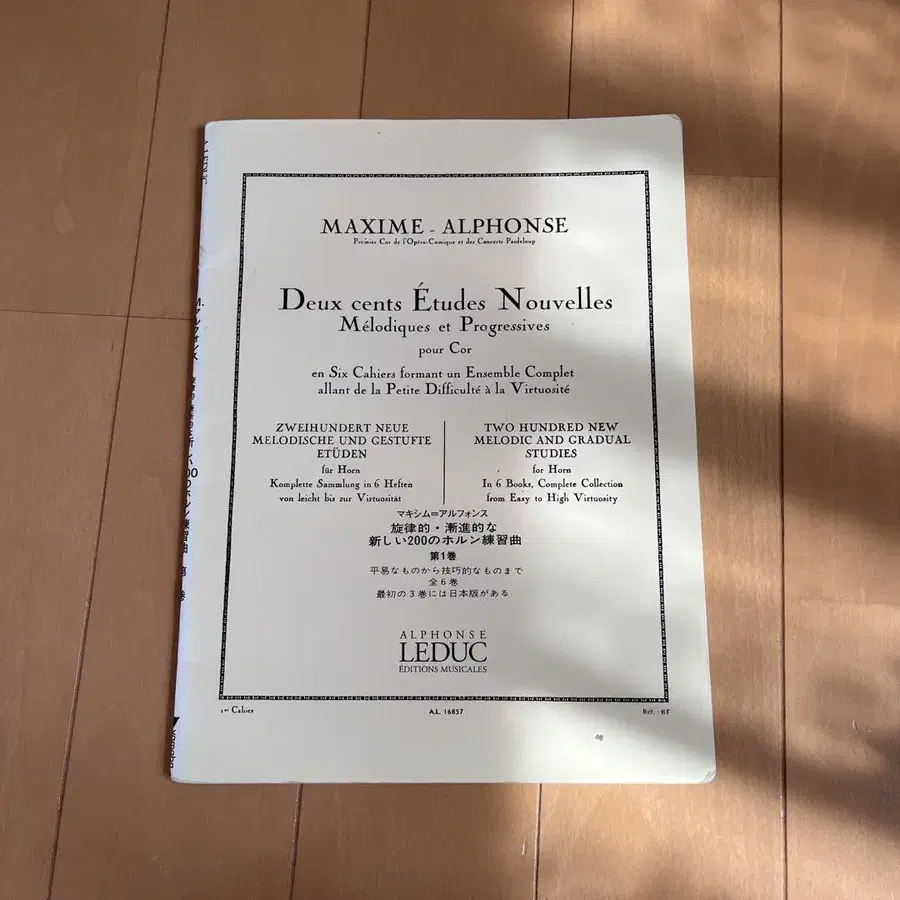 MAXIME - ALPHONSE
Premier Cor de l'Opéra-Comique et des Concerts Pasdeloup
Deux cents Études Nouvelles
Mélodiques et Progressives
pour Cor
en Six Cahiers formant un Ensemble Complet
allant de la Petite Difficulté à la Virtuosité
ZWEIHUNDERT NEUE
MELODISCHE UND GESTUFTE
ETÜDEN
für Horn
Komplette Sammlung in 6 Heften
von leicht bis zur Virtuosität
TWO HUNDRED NEW
MELODIC AND GRADUAL
STUDIES
for Horn
In 6 Books, Complete Collection
from Easy to High Virtuosity
マキシム=アルフォンス
旋律的・漸進的な
新しい200のホルン練習曲
第1巻
平易なものから技巧的なものまで
全6巻
最初の3巻には日本版がある
ALPHONSE
LEDUC
ÉDITIONS MUSICALES
1er Cahier
A.L. 16857
Réf. : BF
A.LEDUC
yamaha